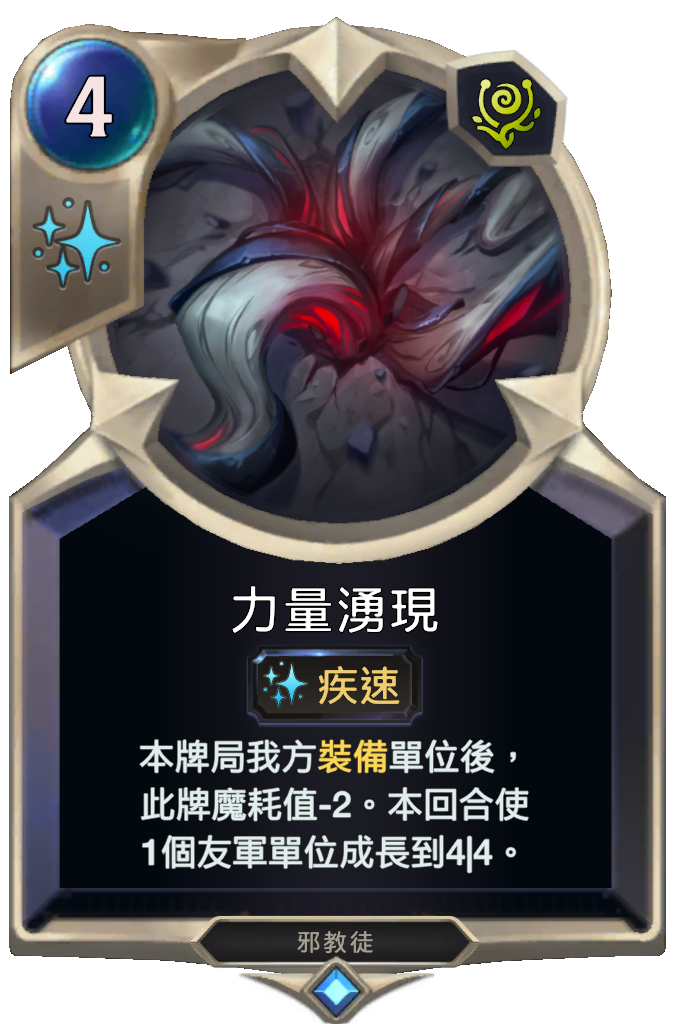 4
力量湧現
疾速
本牌局我方裝備單位後，
此牌魔耗值-2。本回合使
1個友軍單位成長到4|4。
邪教徒